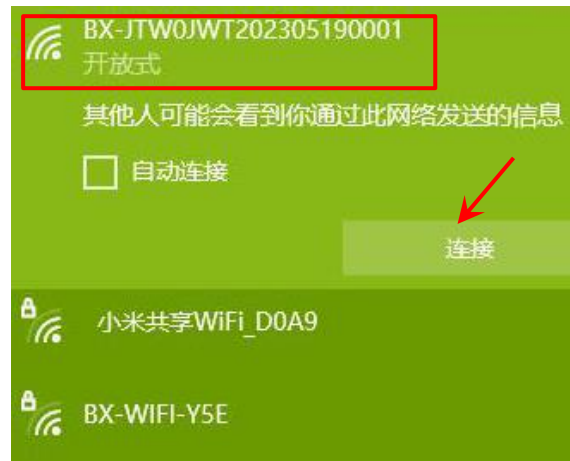 BX-JTW0JWT202305190001
开放式
其他人可能会看到你通过此网络发送的信息
自动连接
连接
小米共享WiFi_D0A9
BX-WIFI-Y5E